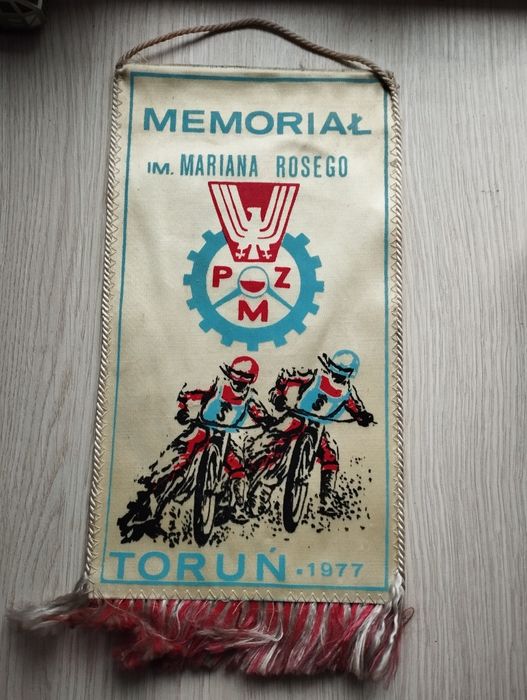 MEMORIAŁ
IM. MARIANA ROSEGO
P Z
M
TORUŃ • 1977